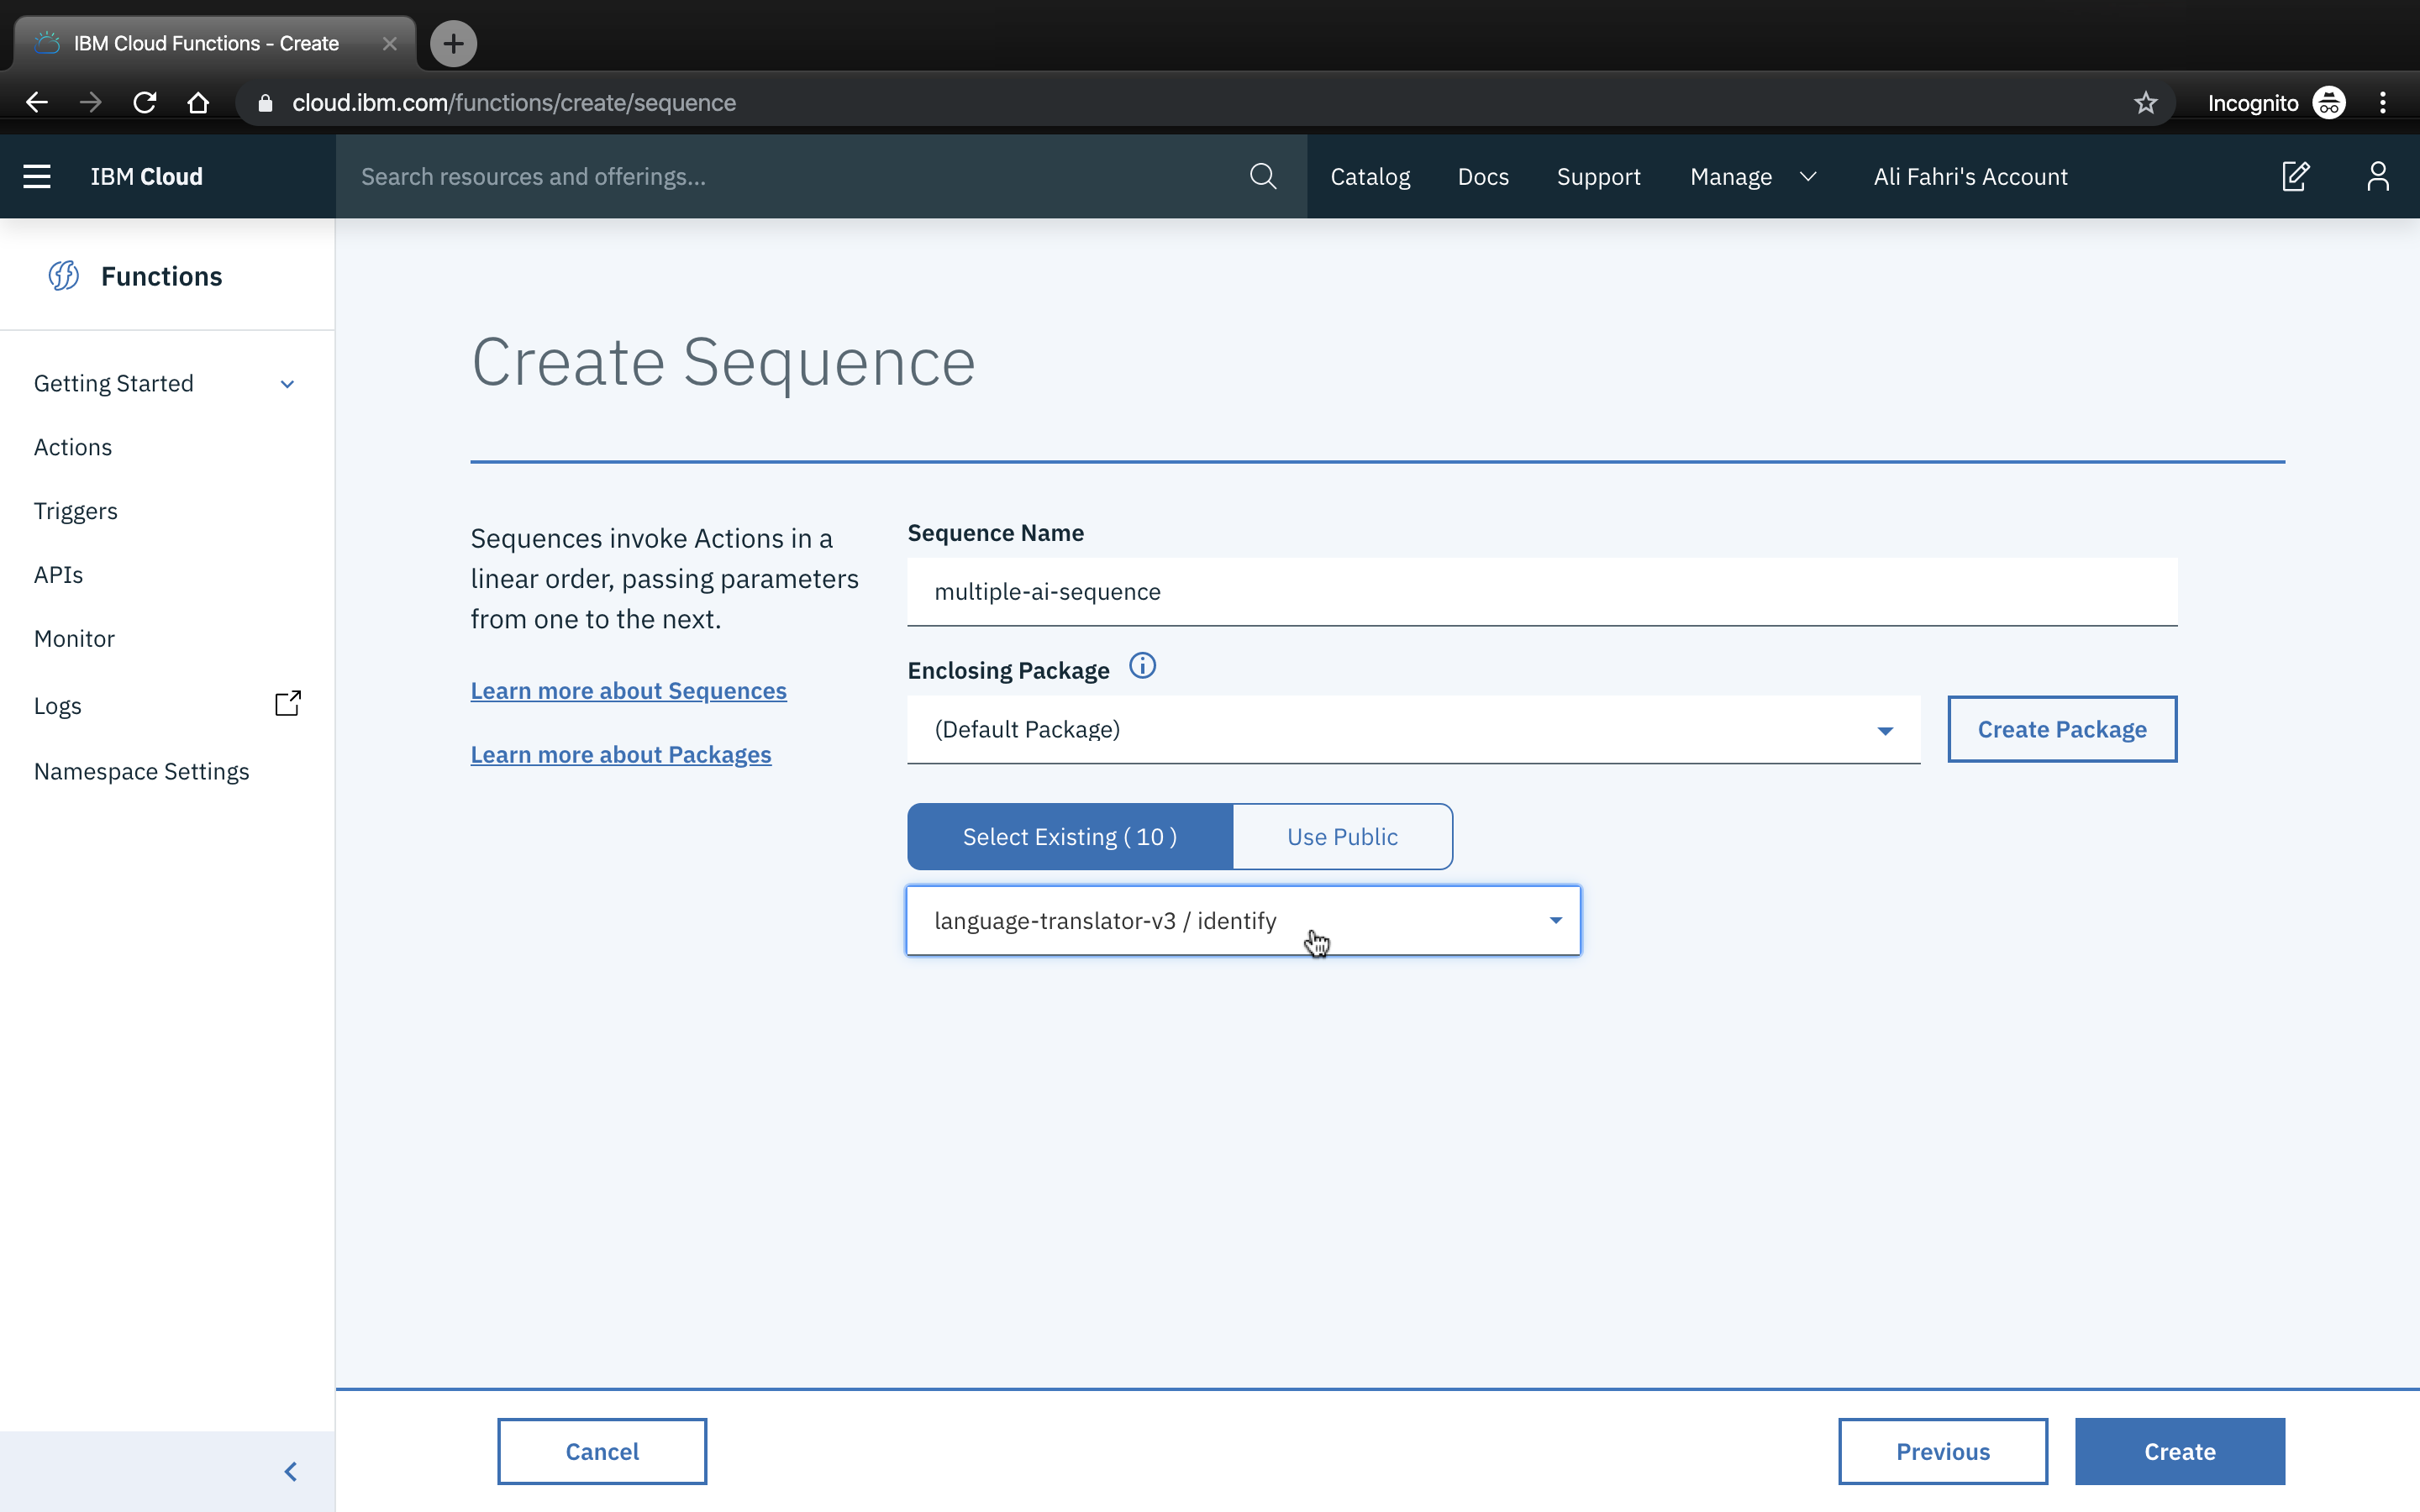 IBM Cloud Functions - Create
cloud.ibm.com/functions/create/sequence
Incognito
IBM Cloud
Search resources and offerings...
Catalog
Docs
Support
Manage
Ali Fahri's Account
Functions
Getting Started
Actions
Triggers
APIs
Monitor
Logs
Namespace Settings
Create Sequence
Sequences invoke Actions in a
linear order, passing parameters
from one to the next.
Learn more about Sequences
Learn more about Packages
Sequence Name
multiple-ai-sequence
Enclosing Package
(Default Package)
Create Package
Select Existing ( 10 )
Use Public
language-translator-v3 / identify
Cancel
Previous
Create